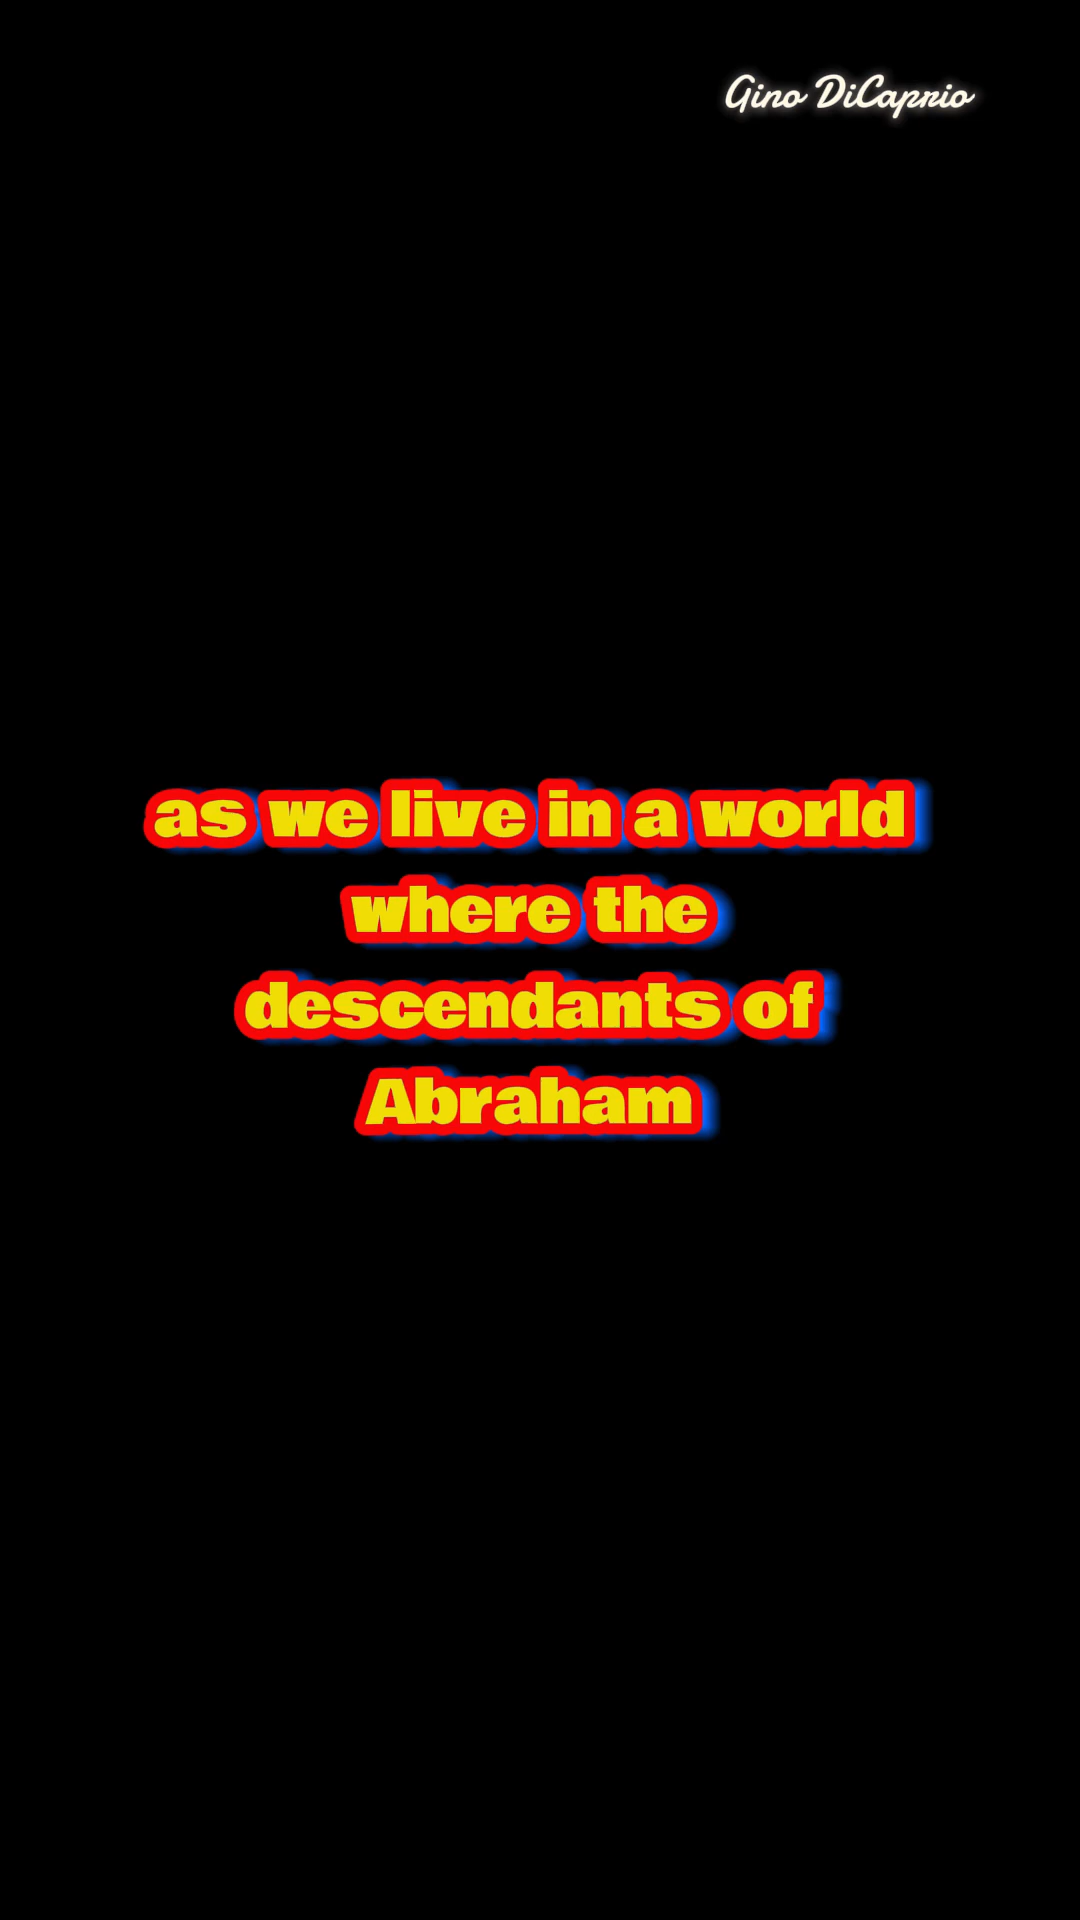 Gino DiCaprio
as we live in a world
where the
descendants of
Abraham